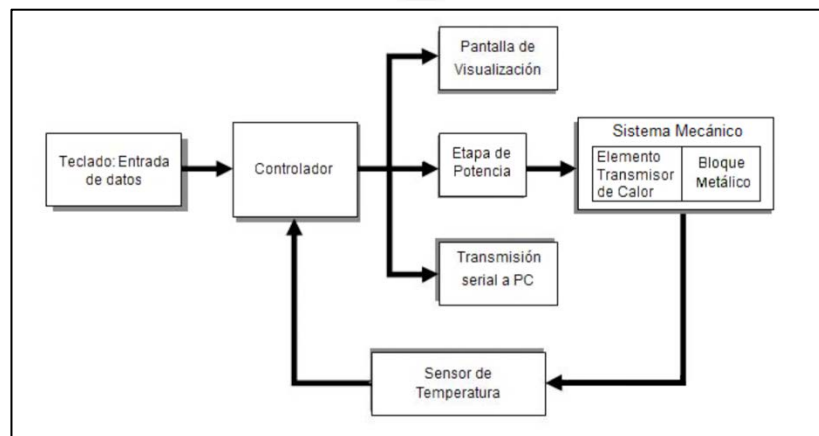 Pantalla de
Visualización
Teclado: Entrada
de datos
Controlador
Etapa de
Potencia
Sistema Mecánico
Elemento
Transmisor
de Calor
Bloque
Metálico
Transmisión
serial a PC
Sensor de
Temperatura